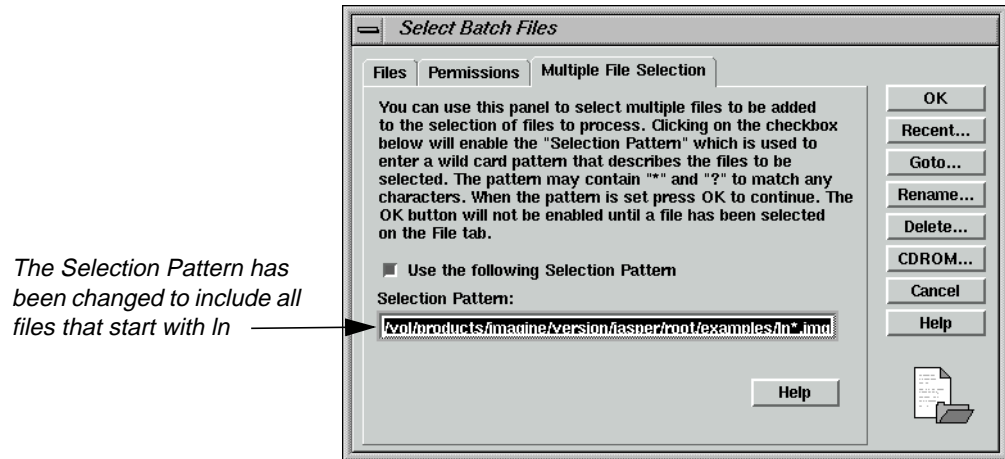 Select Batch Files
Files Permissions Multiple File Selection
You can use this panel to select multiple files to be added
to the selection of files to process. Clicking on the checkbox
below will enable the "Selection Pattern" which is used to
enter a wild card pattern that describes the files to be
selected. The pattern may contain "*" and "?" to match any
characters. When the pattern is set press OK to continue. The
OK button will not be enabled until a file has been selected
on the File tab.
Use the following Selection Pattern
Selection Pattern:
/vol/products/imagine/version/jasper/root/examples/ln*.img
Help
OK
Recent...
Goto...
Rename...
Delete...
CDROM...
Cancel
Help
The Selection Pattern has
been changed to include all
files that start with ln